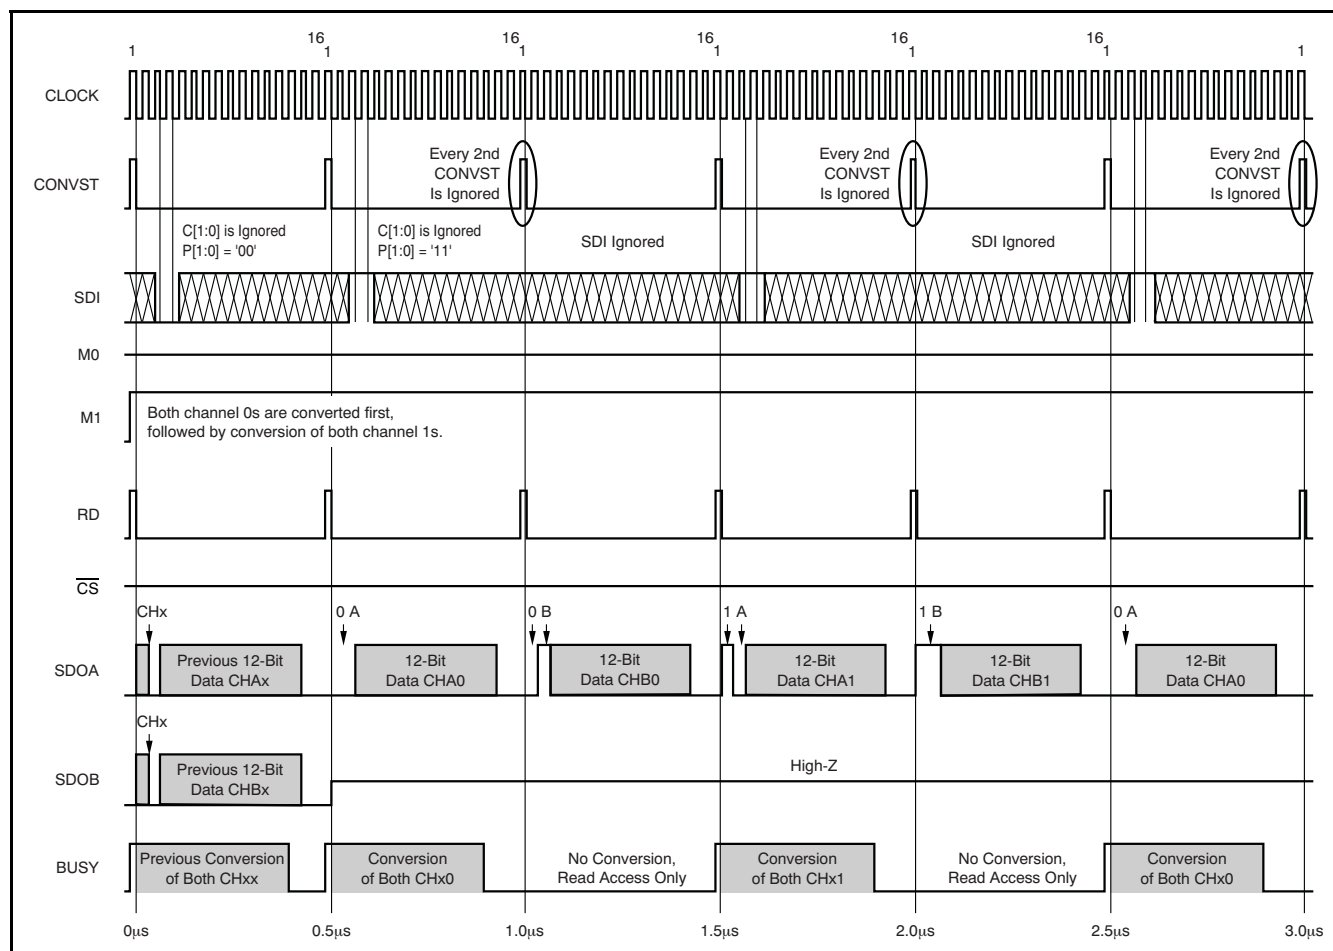 1 16 1 16 1 16 1 16 1 16 1 1
CLOCK
CONVST
Every 2nd
CONVST
Is Ignored
Every 2nd
CONVST
Is Ignored
Every 2nd
CONVST
Is Ignored
C[1:0] is Ignored
P[1:0] = '00'
C[1:0] is Ignored
P[1:0] = '11'
SDI Ignored
SDI Ignored
SDI
M0
M1
Both channel 0s are converted first,
followed by conversion of both channel 1s.
RD
CS
CHx
0 A
0 B
1 A
1 B
0 A
SDOA
Previous 12-Bit
Data CHAx
12-Bit
Data CHA0
12-Bit
Data CHB0
12-Bit
Data CHA1
12-Bit
Data CHB1
12-Bit
Data CHA0
CHx
SDOB
Previous 12-Bit
Data CHBx
High-Z
BUSY
Previous Conversion
of Both CHxx
Conversion
of Both CHx0
No Conversion,
Read Access Only
Conversion
of Both CHx1
No Conversion,
Read Access Only
Conversion
of Both CHx0
0µs 0.5µs 1.0µs 1.5µs 2.0µs 2.5µs 3.0µs